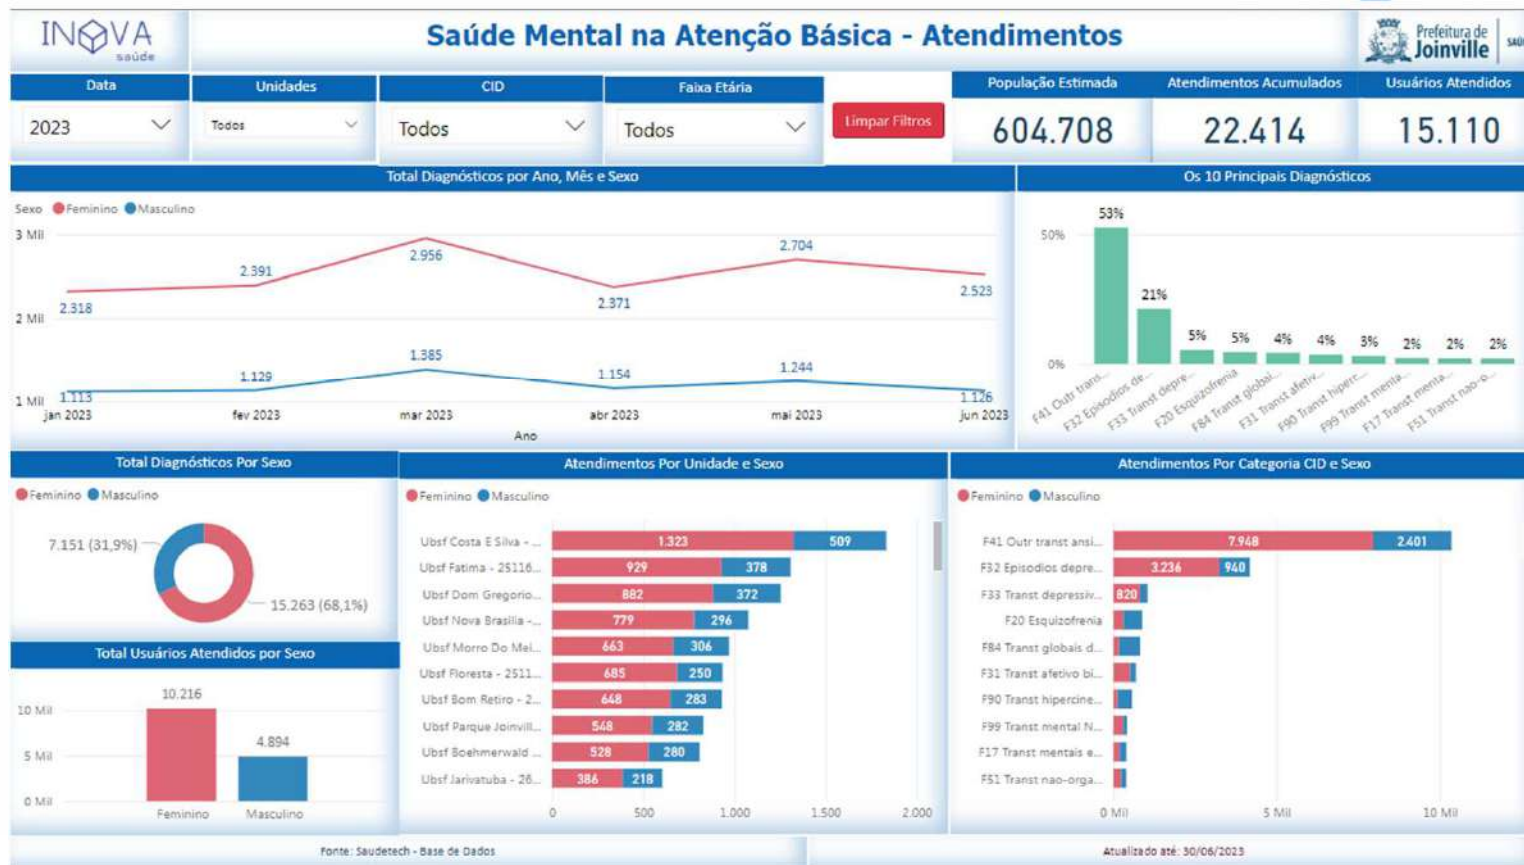 INOVA
saúde
Saúde Mental na Atenção Básica - Atendimentos
Prefeitura de
Joinville
Data
Unidades
CID
Faixa Etária
População Estimada
Atendimentos Acumulados
Usuários Atendidos
2023
Todos
Todos
Todos
Limpar Filtros
604.708
22.414
15.110
Total Diagnósticos por Ano, Mês e Sexo
Sexo Feminino Masculino
3 Mil
2 Mil
1 Mil
2.318
2.391
2.956
2.371
2.704
2.523
1.113
1.129
1.385
1.154
1.244
1.126
jan 2023
fev 2023
mar 2023
abr 2023
mai 2023
jun 2023
Ano
Os 10 Principais Diagnósticos
50%
0%
53%
21%
5%
5%
4%
4%
3%
2%
2%
2%
F41 Outr trans...
F32 Episodios de...
F33 Transt depre...
F20 Esquizofrenia
F84 Transt global...
F31 Transt afetiv...
F90 Transt hiperc...
F99 Transt menta...
F17 Transt menta...
F51 Transt nao-o...
Total Diagnósticos Por Sexo
Feminino Masculino
7.151 (31,9%)
15.263 (68,1%)
Total Usuários Atendidos por Sexo
10 Mil
5 Mil
0 Mil
10.216
4.894
Feminino
Masculino
Atendimentos Por Unidade e Sexo
Feminino Masculino
Ubsf Costa E Silva - ... 1.323 509
Ubsf Fatima - 25116... 929 378
Ubsf Dom Gregorio... 882 372
Ubsf Nova Brasilia -... 779 296
Ubsf Morro Do Mei... 663 306
Ubsf Floresta - 2511... 685 250
Ubsf Bom Retiro - 2... 648 283
Ubsf Parque Joinvill... 548 282
Ubsf Boehmerwald ... 528 280
Ubsf Jarivatuba - 26... 386 218
0 500 1.000 1.500 2.000
Atendimentos Por Categoria CID e Sexo
Feminino Masculino
F41 Outr transt ansi... 7.948 2.401
F32 Episodios depre... 3.236 940
F33 Transt depressiv... 820
F20 Esquizofrenia
F84 Transt globais d...
F31 Transt afetivo bi...
F90 Transt hipercine...
F99 Transt mental N...
F17 Transt mentais e...
F51 Transt nao-orga...
0 Mil 5 Mil 10 Mil
Fonte: Saudetech - Base de Dados
Atualizado até: 30/06/2023